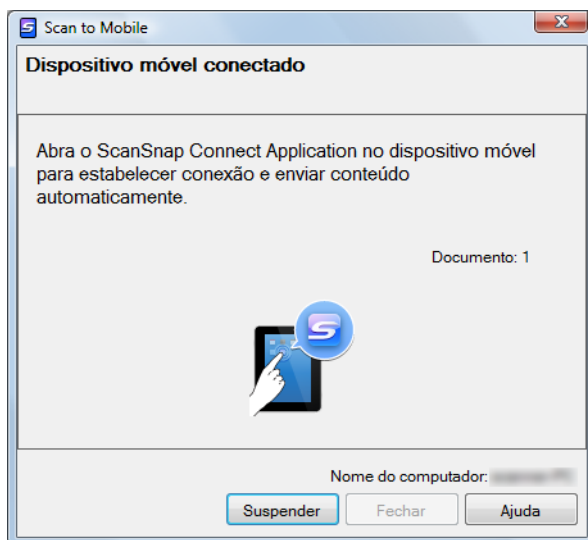 Scan to Mobile
Dispositivo móvel conectado
Abra o ScanSnap Connect Application no dispositivo móvel
para estabelecer conexão e enviar conteúdo
automaticamente.
Documento: 1
Nome do computador:
Suspender Fechar Ajuda